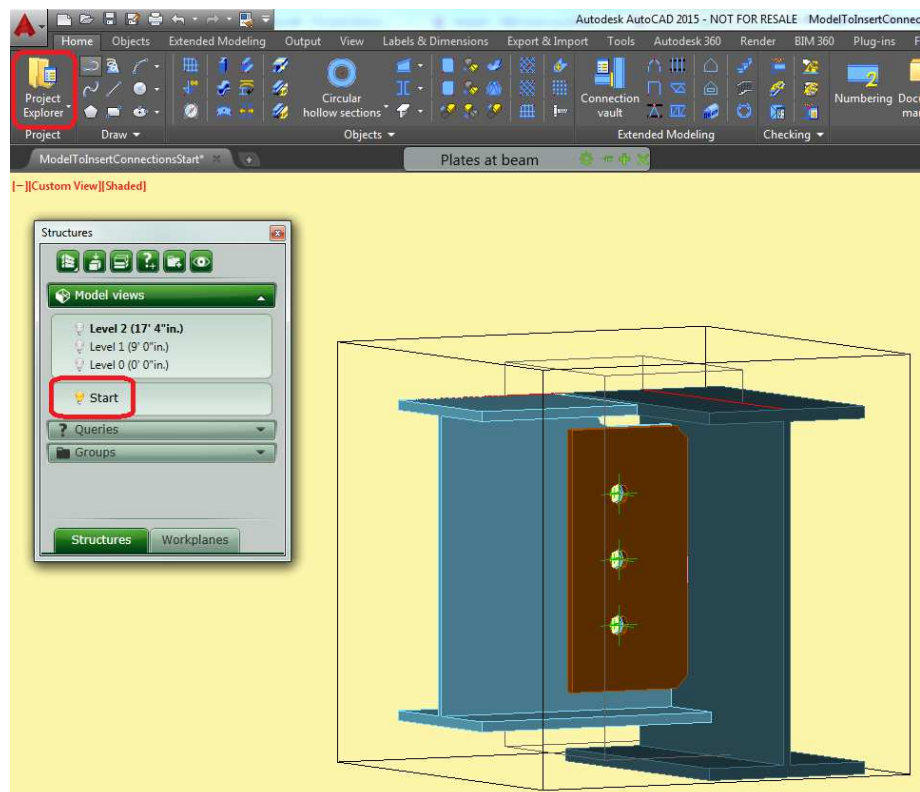 Autodesk AutoCAD 2015 - NOT FOR RESALE ModelToInsertConnec
Home Objects Extended Modeling Output View Labels & Dimensions Export & Import Tools Autodesk 360 Render BIM 360 Plug-ins F
Project
Explorer
Circular
hollow sections
Connection
vault
2
Numbering
Docu
mar
Project Draw Objects Extended Modeling Checking
ModelToInsertConnectionsStart*
Plates at beam
[−][Custom View][Shaded]
Structures
Model views
Level 2 (17' 4"in.)
Level 1 (9' 0"in.)
Level 0 (0' 0"in.)
Start
? Queries
Groups
Structures Workplanes